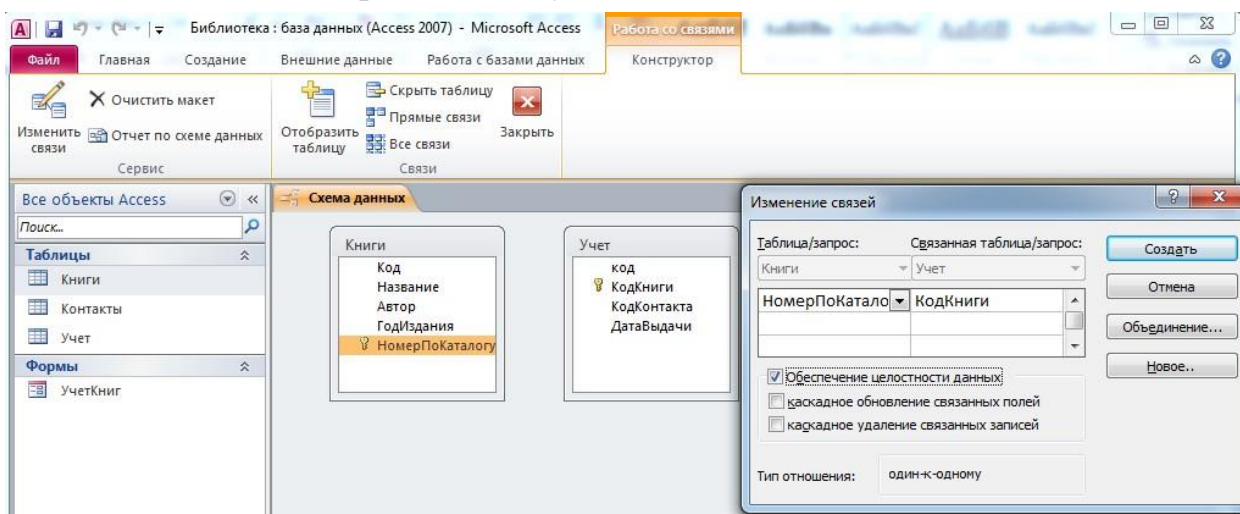 Библиотека : база данных (Access 2007) - Microsoft Access
Работа со связями
Файл Главная Создание Внешние данные Работа с базами данных Конструктор
Изменить связи
Очистить макет
Отчет по схеме данных
Сервис
Отобразить таблицу
Скрыть таблицу
Прямые связи
Все связи
Закрыть
Связи
Все объекты Access
Поиск...
Таблицы
Книги
Контакты
Учет
Формы
УчетКниг
Схема данных
Книги
Код
Название
Автор
ГодИздания
НомерПоКаталогу
Учет
код
КодКниги
КодКонтакта
ДатаВыдачи
Изменение связей
Таблица/запрос: Связанная таблица/запрос:
Книги Учет
НомерПоКатало КодКниги
Обеспечение целостности данных
каскадное обновление связанных полей
каскадное удаление связанных записей
Тип отношения: один-к-одному
Создать
Отмена
Объединение...
Новое..